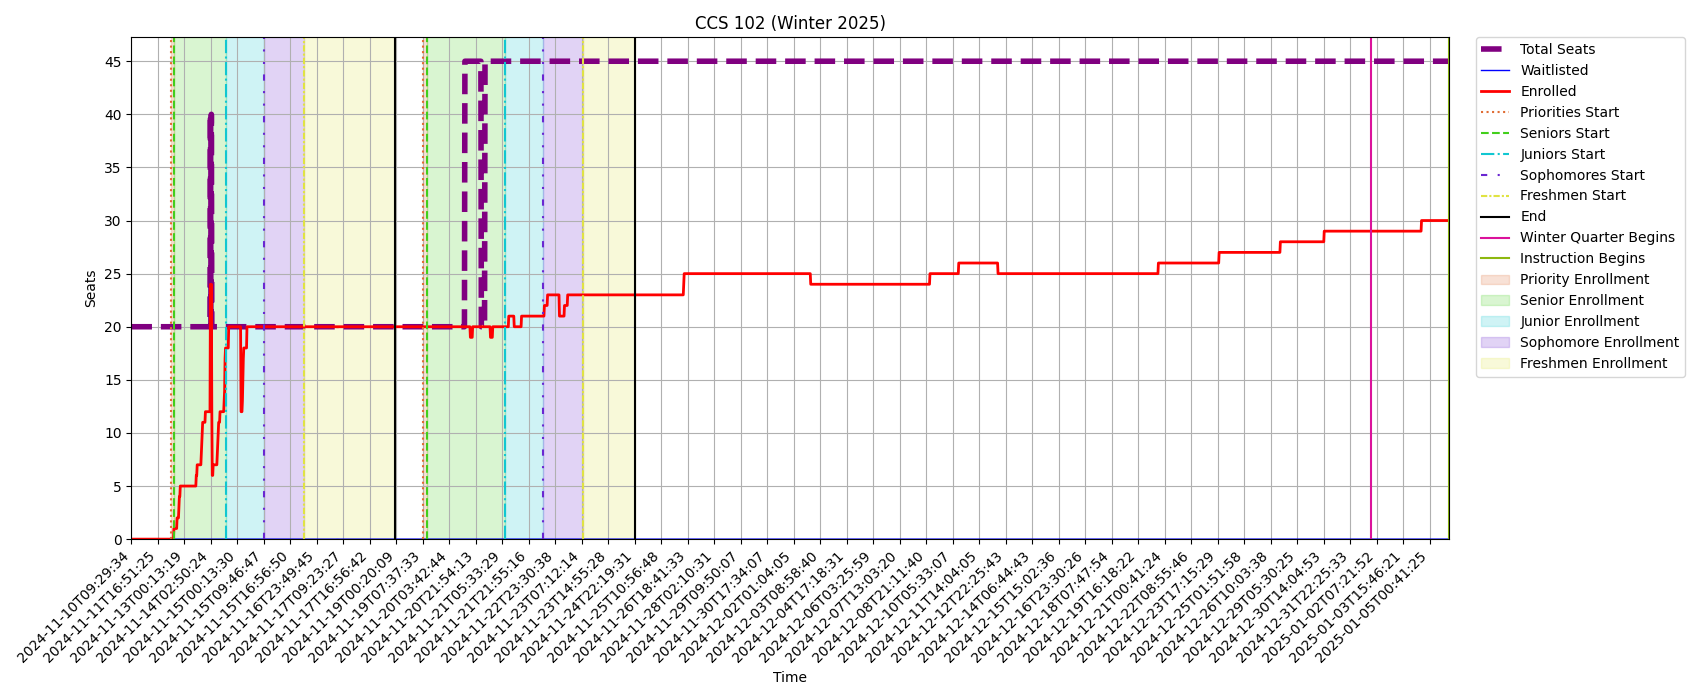 CCS 102 (Winter 2025)
Seats
45
40
35
30
25
20
15
10
5
0
2024-11-10T09:29:34
2024-11-11T16:51:25
2024-11-13T00:13:19
2024-11-14T02:50:24
2024-11-15T00:13:30
2024-11-15T09:46:47
2024-11-15T16:56:50
2024-11-16T23:49:45
2024-11-17T09:23:27
2024-11-17T16:56:42
2024-11-19T00:20:09
2024-11-19T07:37:33
2024-11-20T03:42:44
2024-11-20T21:54:13
2024-11-21T05:33:29
2024-11-21T21:55:16
2024-11-22T23:30:38
2024-11-23T07:12:14
2024-11-23T14:55:28
2024-11-24T22:19:31
2024-11-25T10:56:48
2024-11-26T18:41:33
2024-11-28T02:10:31
2024-11-29T09:50:07
2024-11-30T17:34:07
2024-12-02T01:04:05
2024-12-03T08:58:40
2024-12-04T17:18:31
2024-12-06T03:25:59
2024-12-07T13:03:20
2024-12-08T21:11:40
2024-12-10T05:33:07
2024-12-11T14:04:05
2024-12-12T22:25:43
2024-12-14T06:44:43
2024-12-15T15:02:36
2024-12-16T23:30:26
2024-12-18T07:47:54
2024-12-19T16:18:22
2024-12-21T00:41:24
2024-12-22T08:55:46
2024-12-23T17:15:29
2024-12-25T01:51:58
2024-12-26T10:03:38
2024-12-29T05:30:25
2024-12-30T14:04:53
2024-12-31T22:25:33
2025-01-02T07:21:52
2025-01-03T15:46:21
2025-01-05T00:41:25
Time
Total Seats
Waitlisted
Enrolled
Priorities Start
Seniors Start
Juniors Start
Sophomores Start
Freshmen Start
End
Winter Quarter Begins
Instruction Begins
Priority Enrollment
Senior Enrollment
Junior Enrollment
Sophomore Enrollment
Freshmen Enrollment